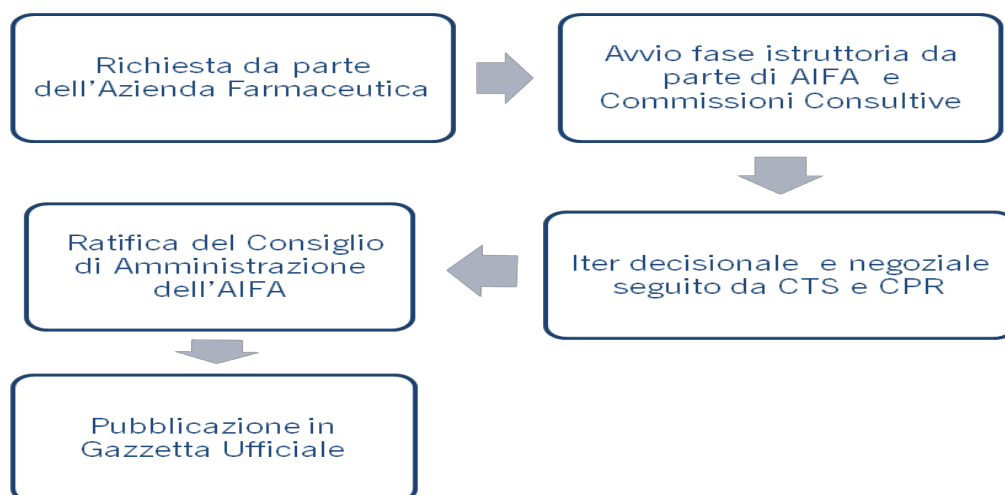 Richiesta da parte
dell'Azienda Farmaceutica
Avvio fase istruttoria da
parte di AIFA e
Commissioni Consultive
Iter decisionale e negoziale
seguito da CTS e CPR
Ratifica del Consiglio
di Amministrazione
dell'AIFA
Pubblicazione in
Gazzetta Ufficiale